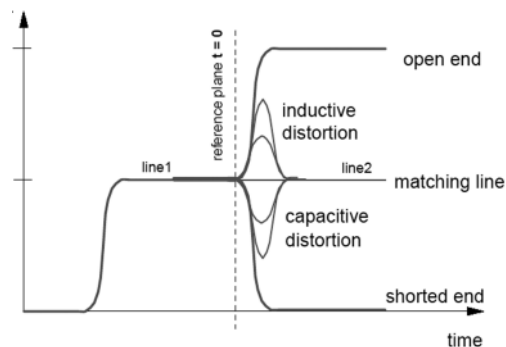 reference plane t = 0
open end
inductive
distortion
line1
line2
matching line
capacitive
distortion
shorted end
time